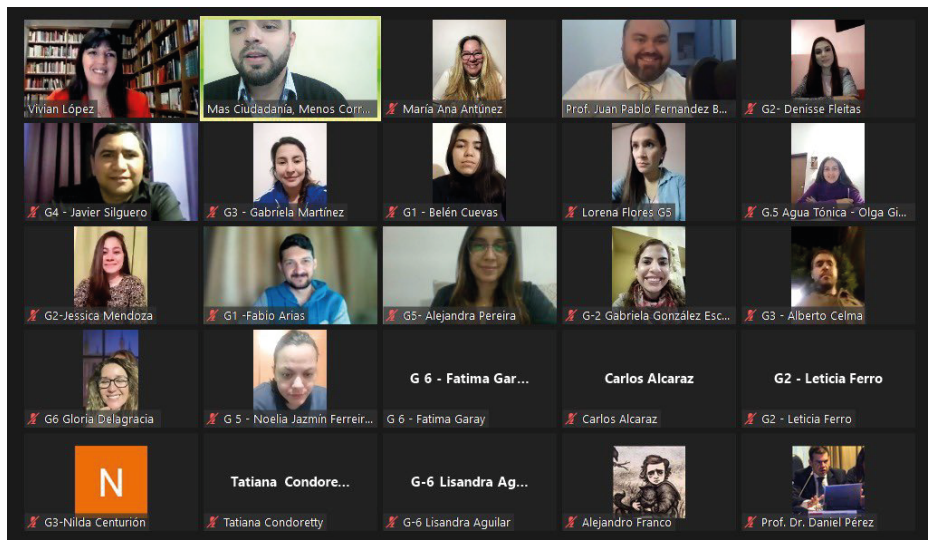 Vivian López
Mas Ciudadanía, Menos Corr...
María Ana Antúnez
Prof. Juan Pablo Fernandez B...
G2- Denisse Fleitas
G4 - Javier Silguero
G3 - Gabriela Martínez
G1 - Belén Cuevas
Lorena Flores G5
G.5 Agua Tónica - Olga Gi...
G2-Jessica Mendoza
G1 -Fabio Arias
G5- Alejandra Pereira
G-2 Gabriela González Esc...
G3 - Alberto Celma
G6 Gloria Delagracia
G 5 - Noelia Jazmín Ferreir...
G 6 - Fatima Gar...
G 6 - Fatima Garay
Carlos Alcaraz
Carlos Alcaraz
G2 - Leticia Ferro
G2 - Leticia Ferro
N
G3-Nilda Centurión
Tatiana Condore...
Tatiana Condoretty
G-6 Lisandra Ag...
G-6 Lisandra Aguilar
Alejandro Franco
Prof. Dr. Daniel Pérez